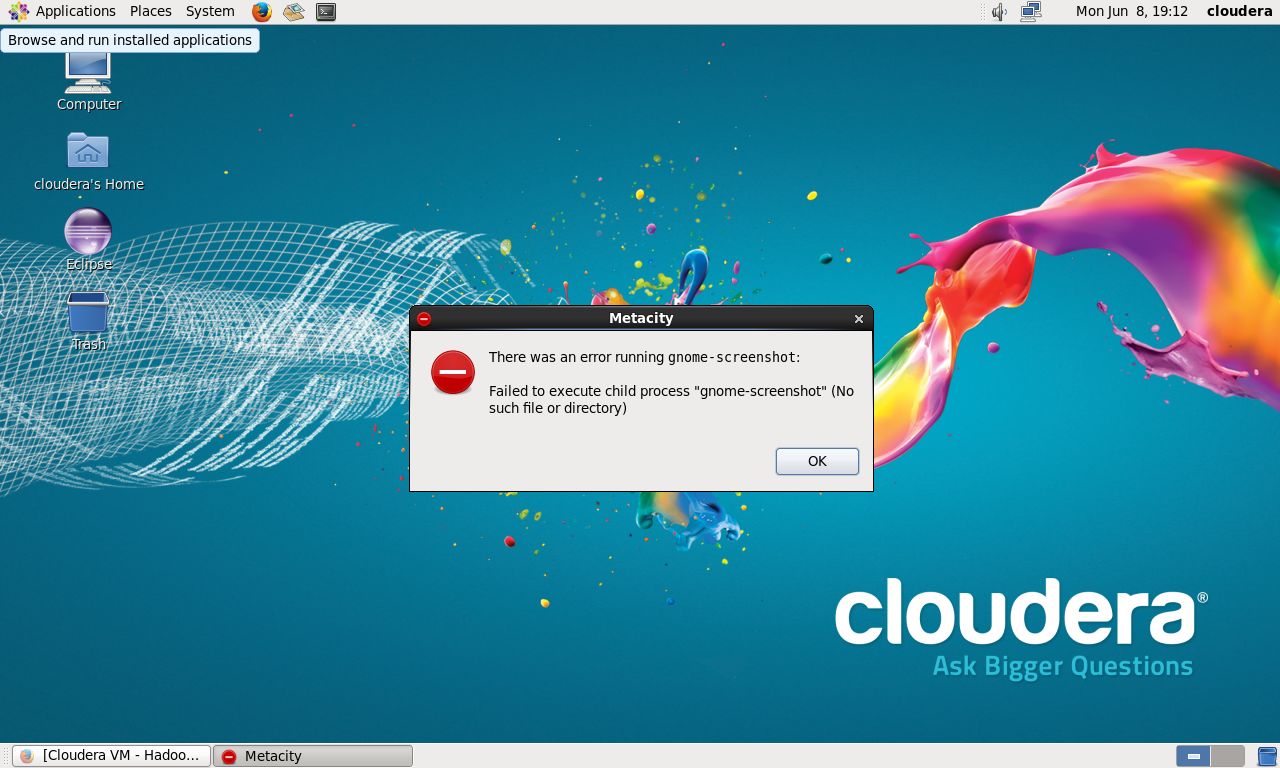 Applications Places System
Mon Jun 8, 19:12 cloudera
Browse and run installed applications
Computer
cloudera's Home
Eclipse
Trash
Metacity
There was an error running gnome-screenshot:
Failed to execute child process "gnome-screenshot" (No
such file or directory)
OK
cloudera®
Ask Bigger Questions
[Cloudera VM - Hadoo... Metacity